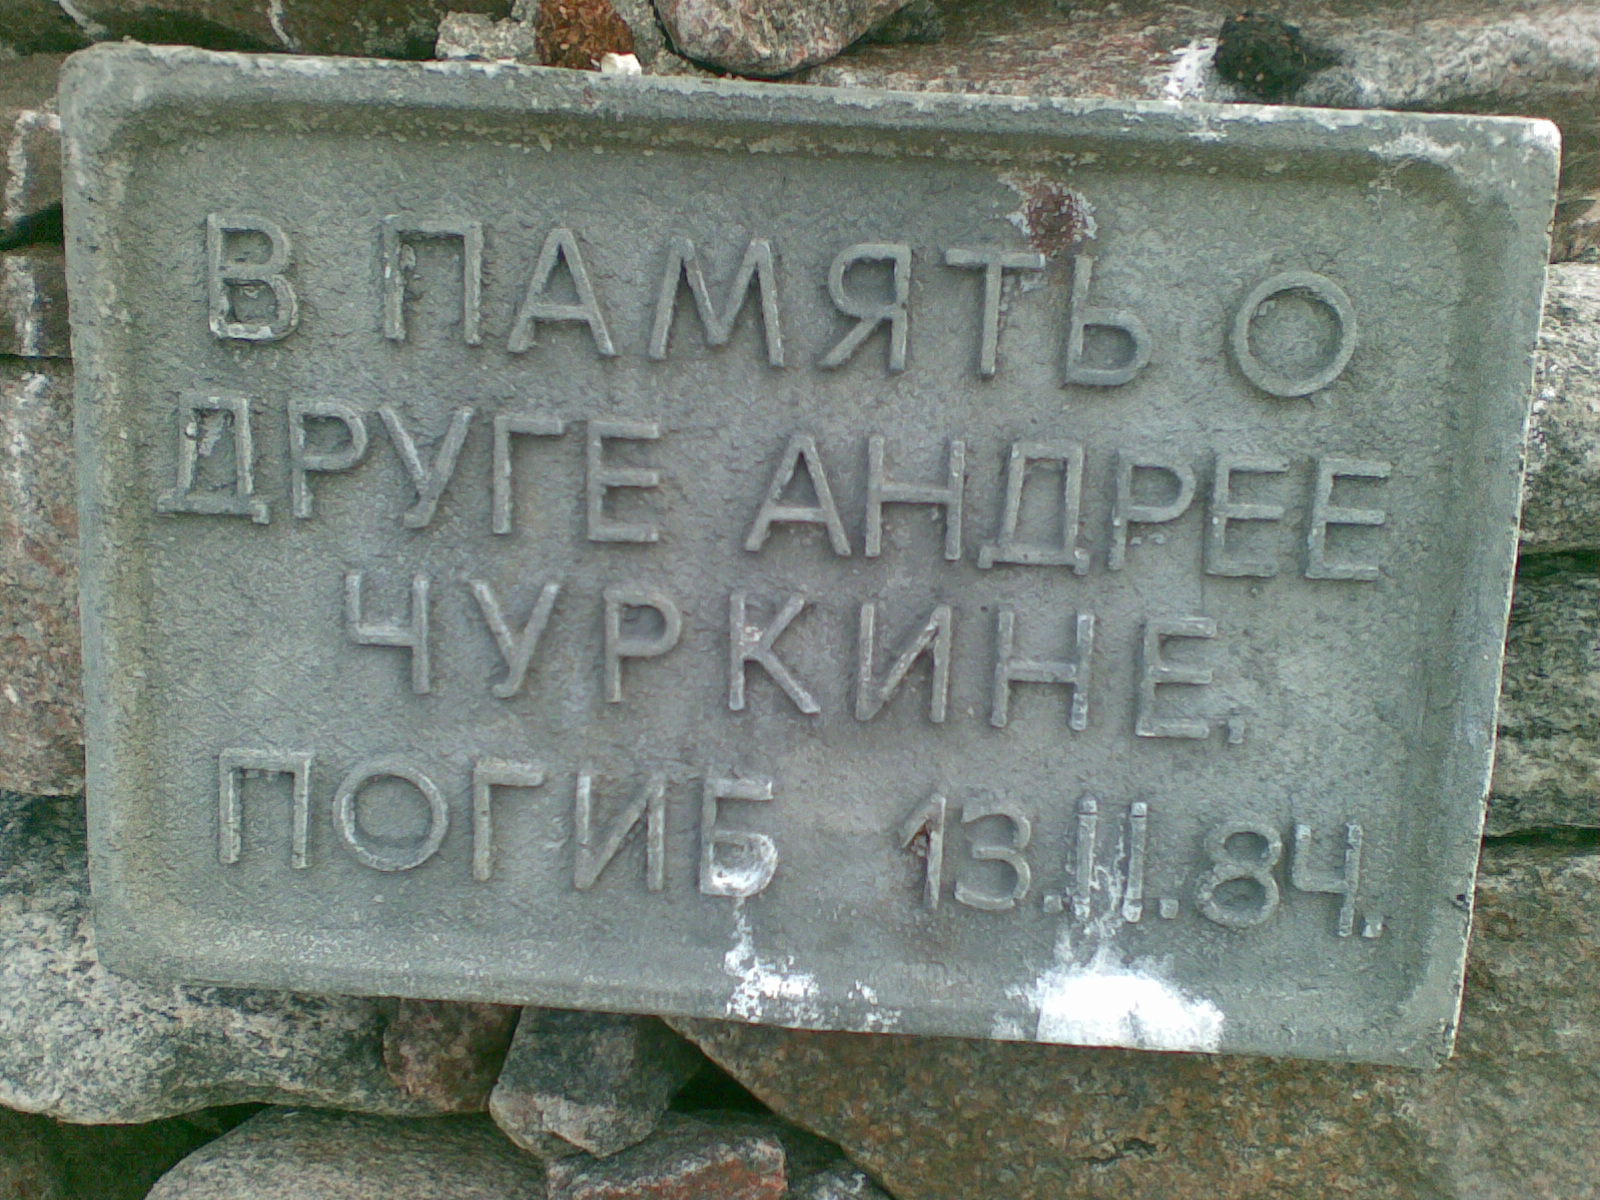 В ПАМЯТЬ О
ДРУГЕ АНДРЕЕ
ЧУРКИНЕ,
ПОГИБ 13.II.84.